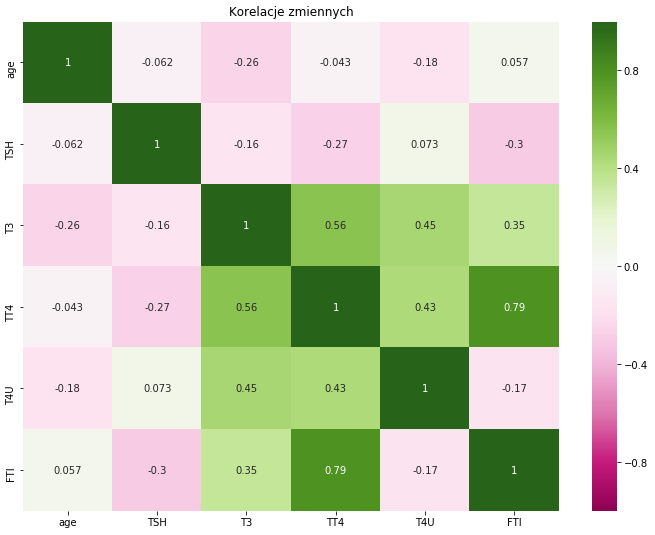 Korelacje zmiennych
age 1 -0.062 -0.26 -0.043 -0.18 0.057
TSH -0.062 1 -0.16 -0.27 0.073 -0.3
T3 -0.26 -0.16 1 0.56 0.45 0.35
TT4 -0.043 -0.27 0.56 1 0.43 0.79
T4U -0.18 0.073 0.45 0.43 1 -0.17
FTI 0.057 -0.3 0.35 0.79 -0.17 1
age TSH T3 TT4 T4U FTI
0.8
0.4
0.0
-0.4
-0.8